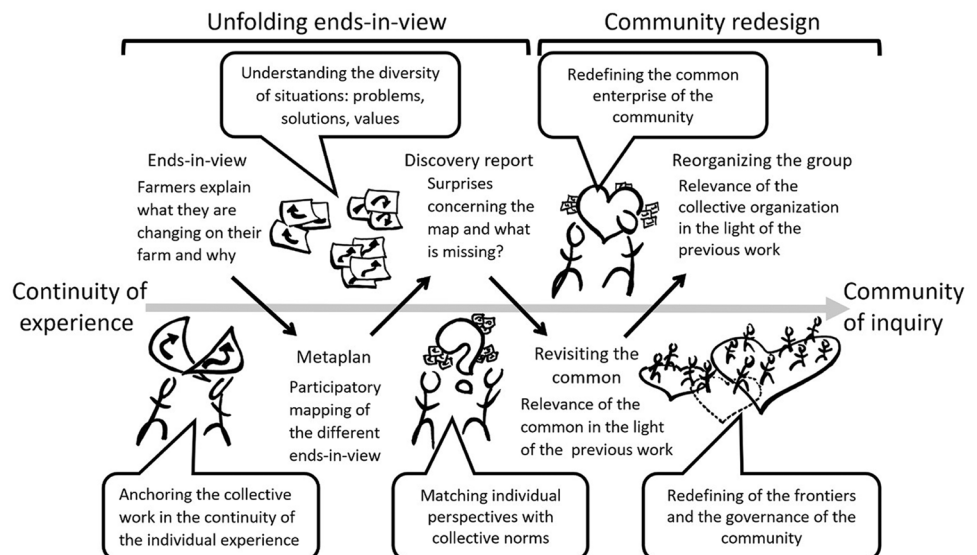 Unfolding ends-in-view
Community redesign
Understanding the diversity
of situations: problems,
solutions, values
Redefining the common
enterprise of the
community
Ends-in-view
Farmers explain
what they are
changing on their
farm and why
Discovery report
Surprises
concerning the
map and what
is missing?
Reorganizing the group
Relevance of the
collective organization
in the light of the
previous work
Continuity of
experience
Community
of inquiry
Metaplan
Participatory
mapping of
the different
ends-in-view
Revisiting the
common
Relevance of the
common in the light
of the previous work
Anchoring the collective
work in the continuity of
the individual experience
Matching individual
perspectives with
collective norms
Redefining of the frontiers
and the governance of the
community